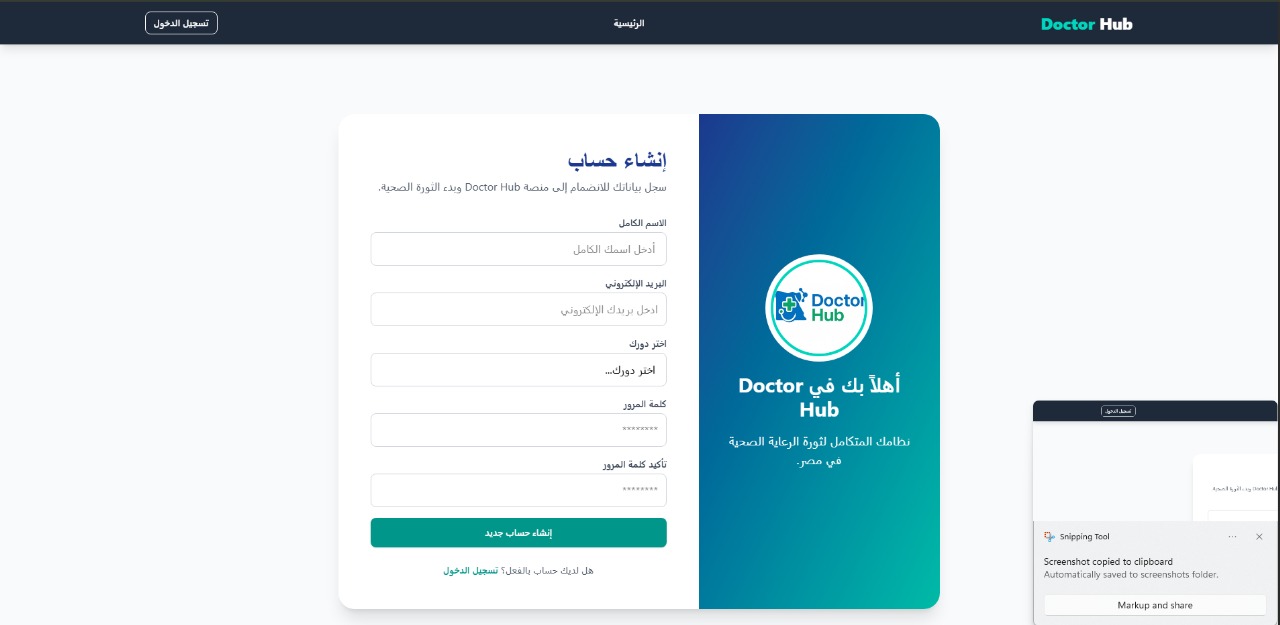 Doctor Hub
الرئيسية
تسجيل الدخول
إنشاء حساب
سجل بياناتك للانضمام إلى منصة Doctor Hub وبدء الثورة الصحية.
الاسم الكامل
أدخل اسمك الكامل
البريد الإلكتروني
ادخل بريدك الإلكتروني
اختر دورك
اختر دورك...
كلمة المرور
********
تأكيد كلمة المرور
********
إنشاء حساب جديد
هل لديك حساب بالفعل؟ تسجيل الدخول
Doctor
Hub
أهلاً بك في Doctor
Hub
نظامك المتكامل لثورة الرعاية الصحية
في مصر.
تسجيل الدخول
Doctor Hub وبدء الثورة الصحية
Snipping Tool
Screenshot copied to clipboard
Automatically saved to screenshots folder.
Markup and share